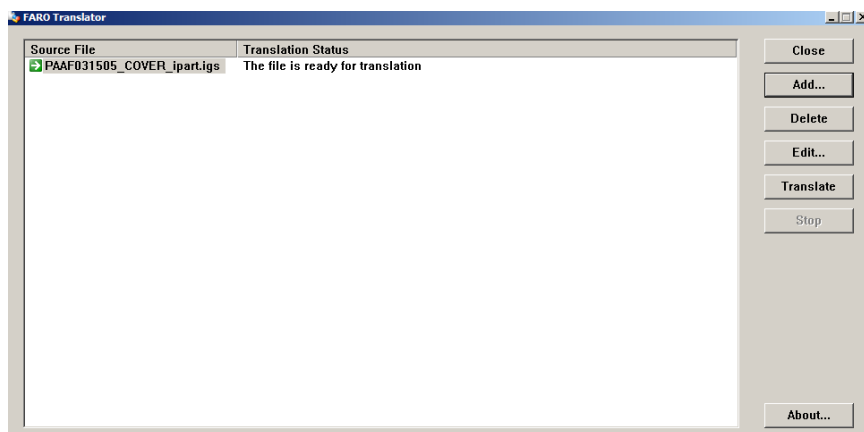 FARO Translator
Source File Translation Status
PAAF031505_COVER_ipart.igs The file is ready for translation
Close
Add...
Delete
Edit...
Translate
Stop
About...